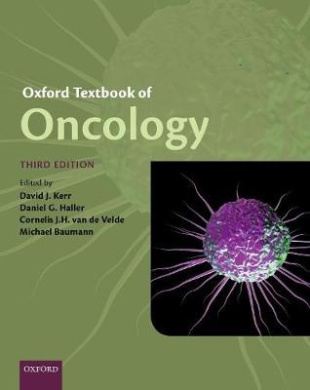 Oxford Textbook of
Oncology
THIRD EDITION
Edited by
David J. Kerr
Daniel G. Haller
Cornelis J.H. van de Velde
Michael Baumann
OXFORD